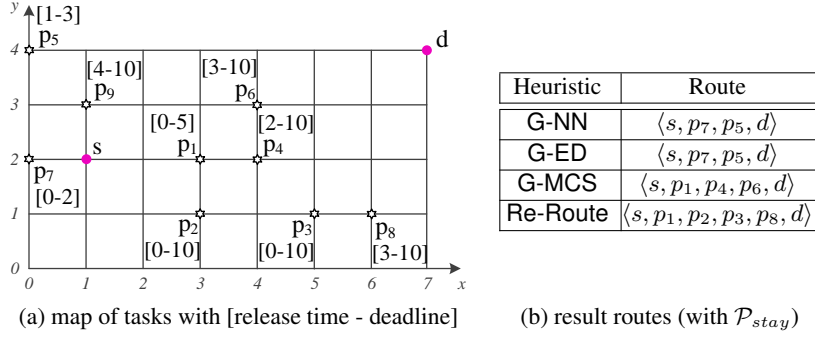 y
[1-3]
p5
d
4
[4-10]
[3-10]
p9
p6
3
[0-5]
[2-10]
s
p1
p4
2
p7
[0-2]
1
p2
p3
p8
[0-10]
[0-10]
[3-10]
0
0 1 2 3 4 5 6 7 x
(a) map of tasks with [release time - deadline]
Heuristic Route
G-NN ⟨s, p7, p5, d⟩
G-ED ⟨s, p7, p5, d⟩
G-MCS ⟨s, p1, p4, p6, d⟩
Re-Route ⟨s, p1, p2, p3, p8, d⟩
(b) result routes (with Pstay)